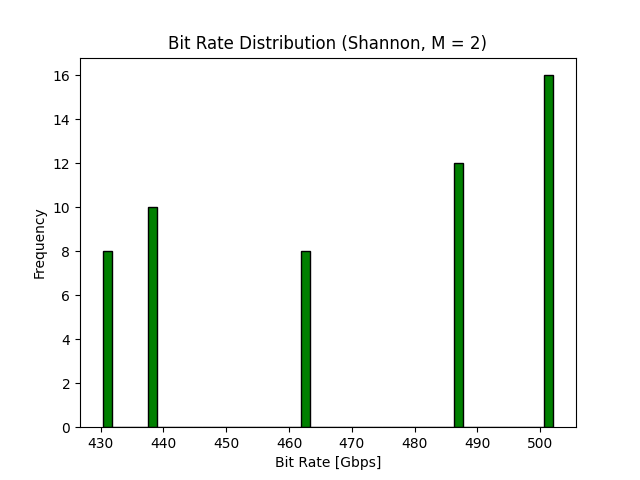 Bit Rate Distribution (Shannon, M = 2)
16
14
12
10
8
6
4
2
0
Frequency
430 440 450 460 470 480 490 500
Bit Rate [Gbps]